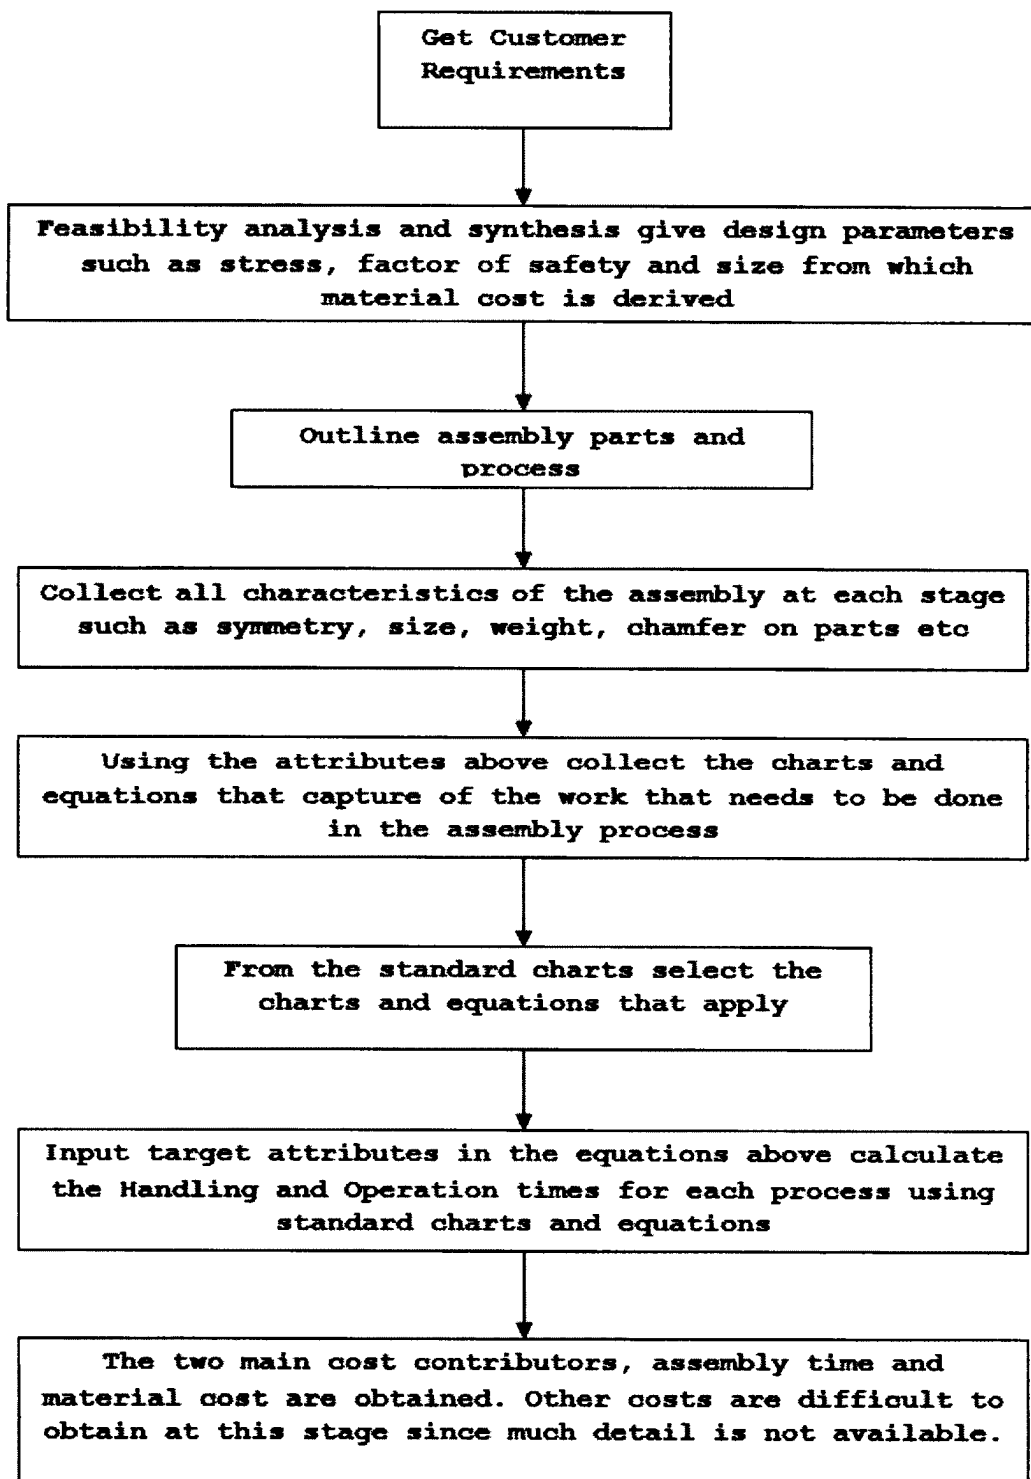 Get Customer
Requirements
Feasibility analysis and synthesis give design parameters
such as stress, factor of safety and size from which
material cost is derived
Outline assembly parts and
process
Collect all characteristics of the assembly at each stage
such as symmetry, size, weight, chamfer on parts etc
Using the attributes above collect the charts and
equations that capture of the work that needs to be done
in the assembly process
From the standard charts select the
charts and equations that apply
Input target attributes in the equations above calculate
the Handling and Operation times for each process using
standard charts and equations
The two main cost contributors, assembly time and
material cost are obtained. Other costs are difficult to
obtain at this stage since much detail is not available.